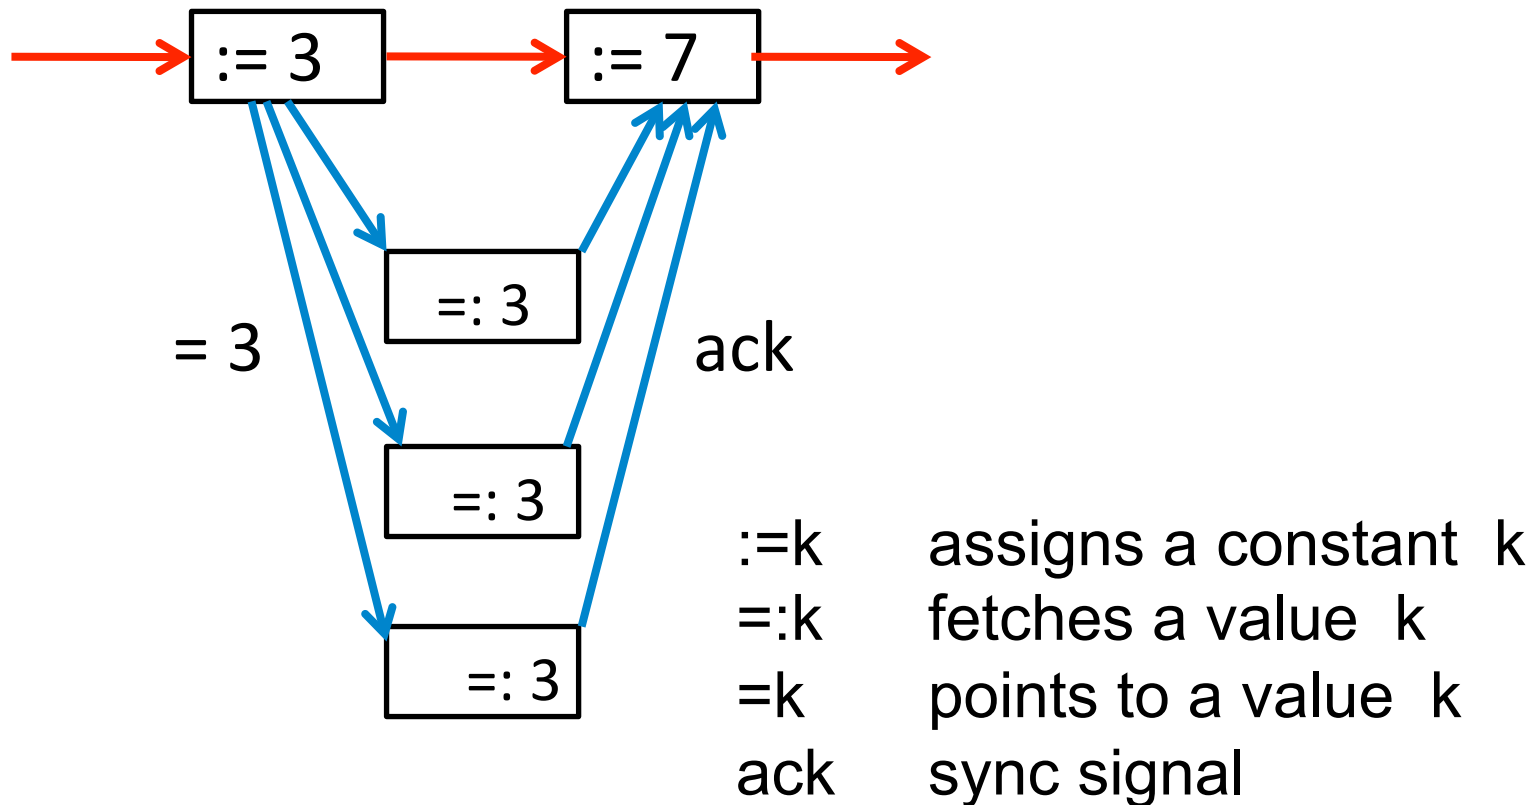 := 3
:= 7
=: 3
= 3
ack
=: 3
=: 3
:=k assigns a constant k
=:k fetches a value k
=k points to a value k
ack sync signal